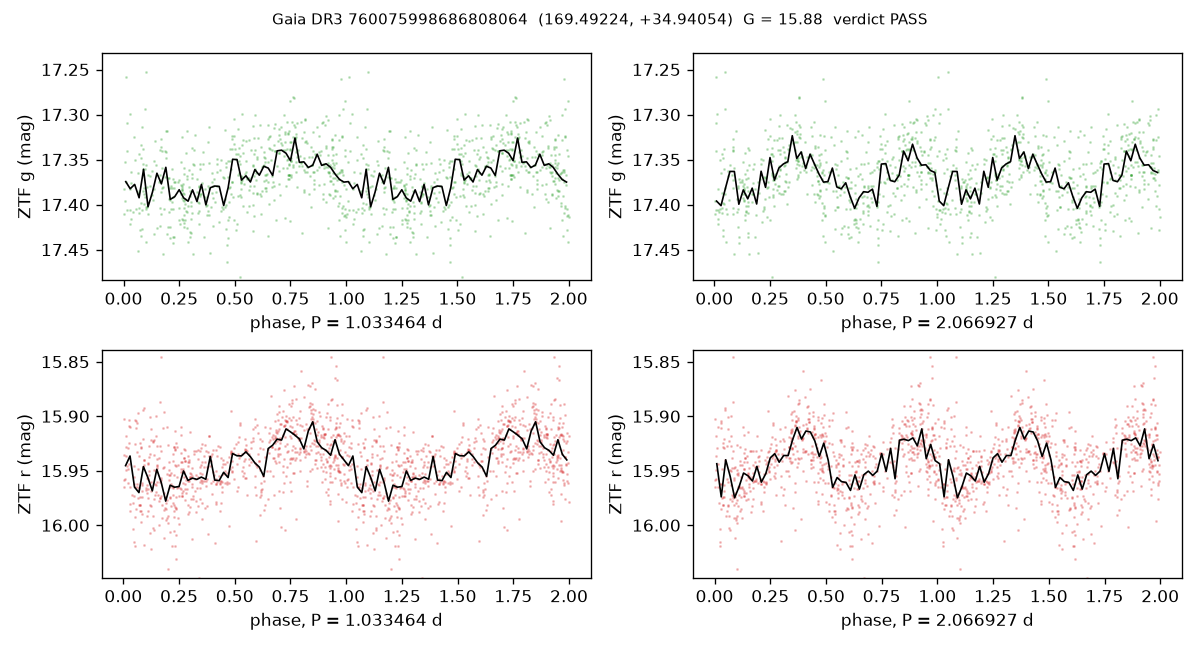 Gaia DR3 760075998686808064 (169.49224, +34.94054) G = 15.88 verdict PASS
ZTF g (mag)
17.25
17.30
17.35
17.40
17.45
0.00 0.25 0.50 0.75 1.00 1.25 1.50 1.75 2.00
phase, P = 1.033464 d
ZTF g (mag)
17.25
17.30
17.35
17.40
17.45
0.00 0.25 0.50 0.75 1.00 1.25 1.50 1.75 2.00
phase, P = 2.066927 d
ZTF r (mag)
15.85
15.90
15.95
16.00
0.00 0.25 0.50 0.75 1.00 1.25 1.50 1.75 2.00
phase, P = 1.033464 d
ZTF r (mag)
15.85
15.90
15.95
16.00
0.00 0.25 0.50 0.75 1.00 1.25 1.50 1.75 2.00
phase, P = 2.066927 d